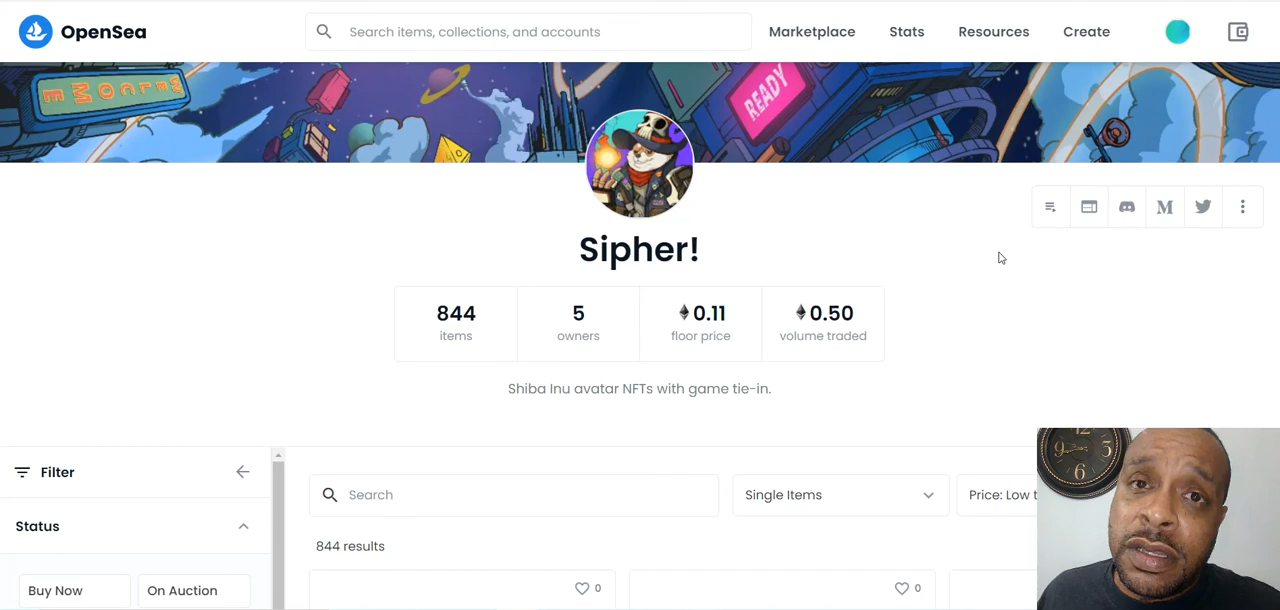 OpenSea
Search items, collections, and accounts
Marketplace
Stats
Resources
Create
WELCOME
READY
Sipher!
844
items
5
owners
0.11
floor price
0.50
volume traded
Shiba Inu avatar NFTs with game tie-in.
Filter
Search
Single Items
Price: Low t
Status
844 results
Buy Now
On Auction
0
0